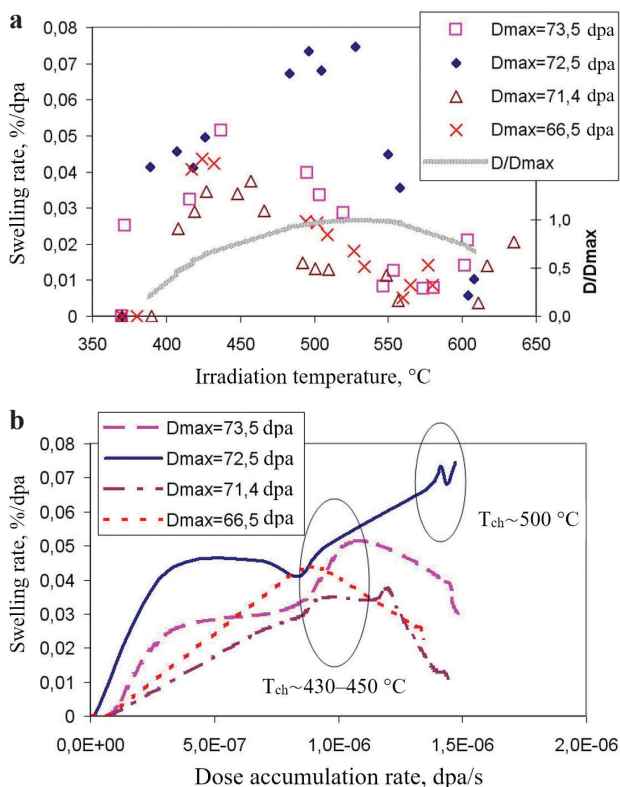 a
0,08
0,07
0,06
0,05
0,04
0,03
0,02
0,01
0
Swelling rate, %/dpa
Dmax=73,5 dpa
Dmax=72,5 dpa
Dmax=71,4 dpa
Dmax=66,5 dpa
D/Dmax
1,0
0,5
0,0
D/Dmax
350 400 450 500 550 600 650
Irradiation temperature, °C
b
0,08
0,07
0,06
0,05
0,04
0,03
0,02
0,01
0
Swelling rate, %/dpa
Dmax=73,5 dpa
Dmax=72,5 dpa
Dmax=71,4 dpa
Dmax=66,5 dpa
Tch~500 °C
Tch~430–450 °C
0,0E+00 5,0E-07 1,0E-06 1,5E-06 2,0E-06
Dose accumulation rate, dpa/s